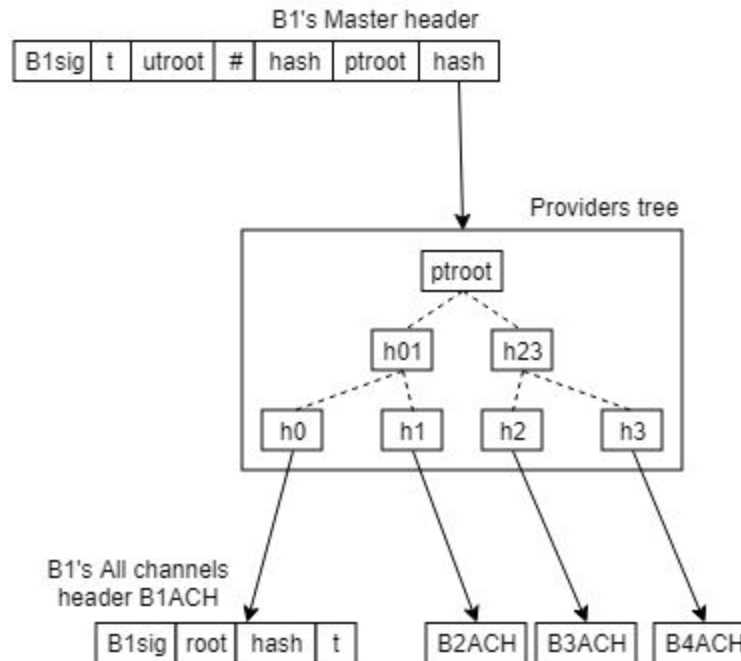 B1's Master header
B1sig t utroot # hash ptroot hash
Providers tree
ptroot
h01 h23
h0 h1 h2 h3
B1's All channels
header B1ACH
B1sig root hash t B2ACH B3ACH B4ACH